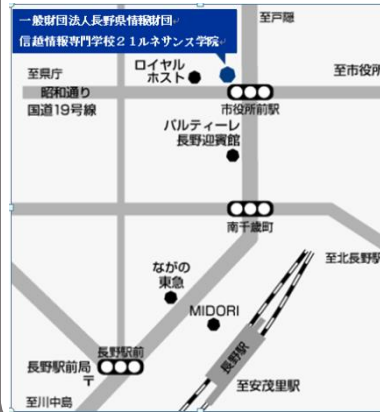 一般財団法人長野県情報財団
信越情報専門学校21ルネサンス学院
至戸隠
ロイヤル
ホスト
至県庁
至市役所
昭和通り
国道19号線
市役所前駅
バルティーレ
長野迎賓館
南千歳町
至北長野駅
ながの
東急
MIDORI
長野駅前
長野駅
長野駅前局
〒
至安茂里駅
至川中島